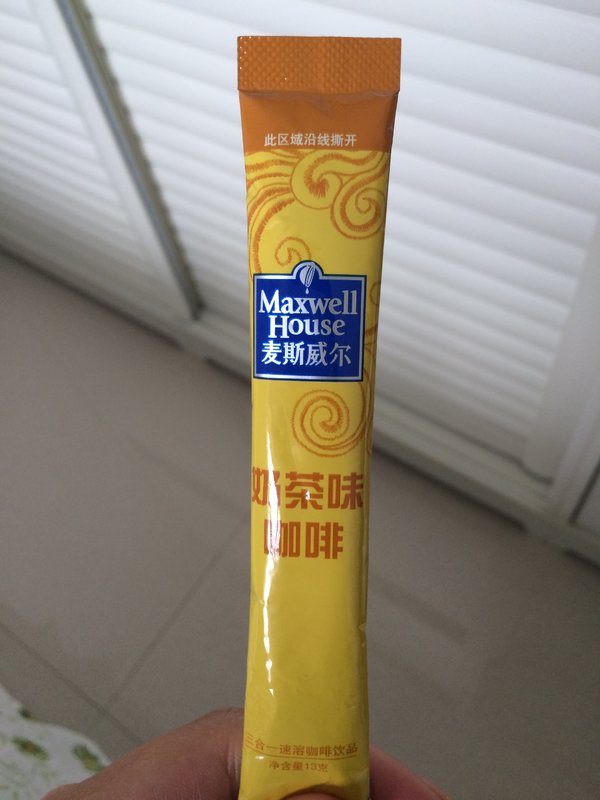 此区域沿线撕开
Maxwell
House
麦斯威尔
奶茶味
咖啡
三合一速溶咖啡饮品
净含量13克